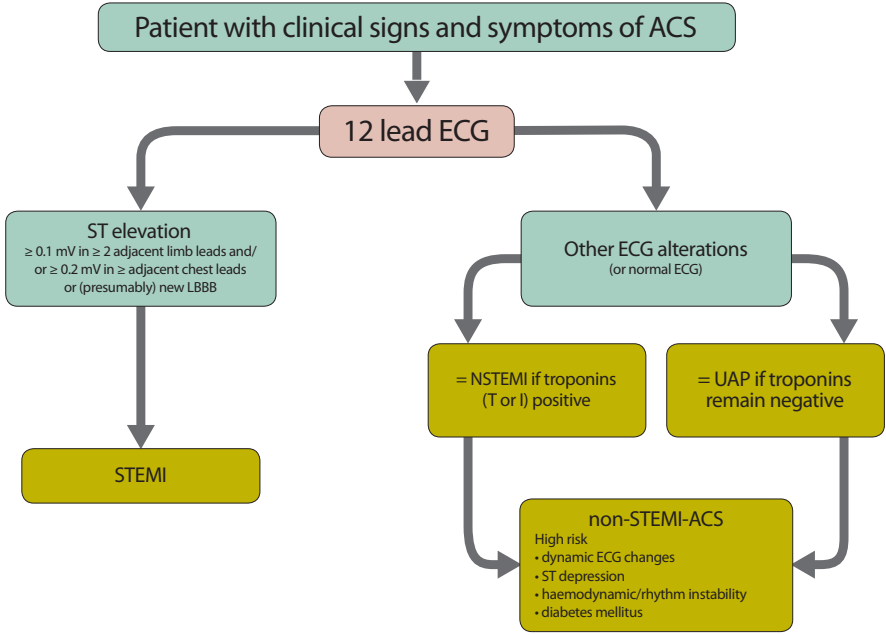 Patient with clinical signs and symptoms of ACS
12 lead ECG
ST elevation
≥ 0.1 mV in ≥ 2 adjacent limb leads and/
or ≥ 0.2 mV in ≥ adjacent chest leads
or (presumably) new LBBB
Other ECG alterations
(or normal ECG)
= NSTEMI if troponins
(T or I) positive
= UAP if troponins
remain negative
STEMI
non-STEMI-ACS
High risk
• dynamic ECG changes
• ST depression
• haemodynamic/rhythm instability
• diabetes mellitus